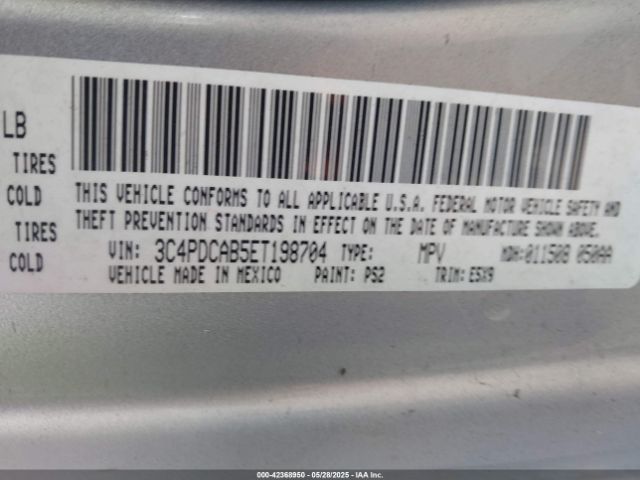 LB
TIRES
COLD
TIRES
COLD
THIS VEHICLE CONFORMS TO ALL APPLICABLE U.S.A. FEDERAL MOTOR VEHICLE SAFETY AND
THEFT PREVENTION STANDARDS IN EFFECT ON THE DATE OF MANUFACTURE SHOWN ABOVE.
VIN: 3C4PDCAB5ET198704 TYPE: MPV MDH:011508 050AA
VEHICLE MADE IN MEXICO PAINT: PS2 TRIM: E5X9
000-42368950 - 05/28/2025 - IAA, Inc.